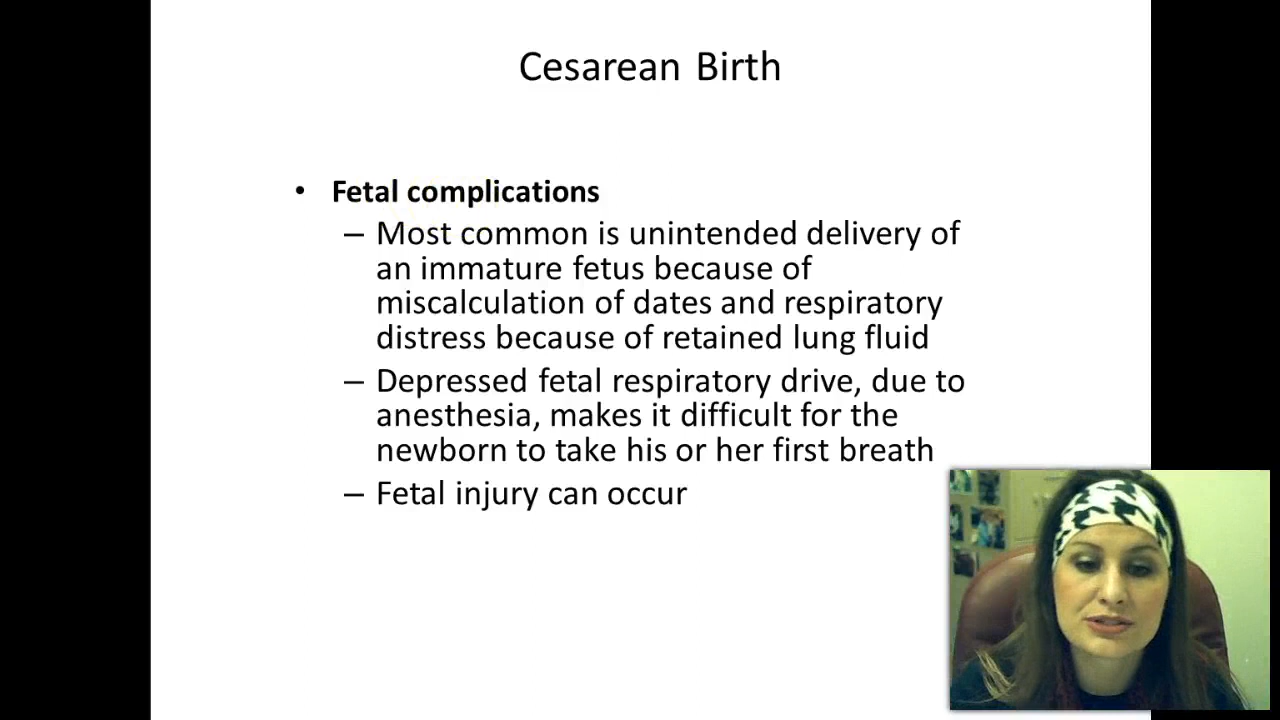 Cesarean Birth
• Fetal complications
– Most common is unintended delivery of
an immature fetus because of
miscalculation of dates and respiratory
distress because of retained lung fluid
– Depressed fetal respiratory drive, due to
anesthesia, makes it difficult for the
newborn to take his or her first breath
– Fetal injury can occur